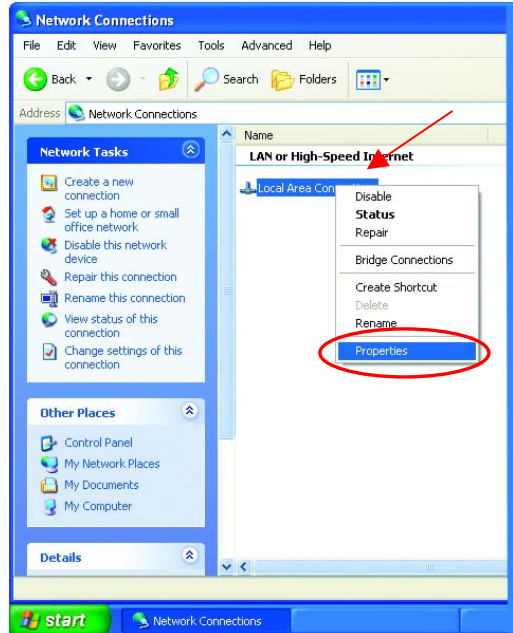 Network Connections
File Edit View Favorites Tools Advanced Help
Back Search Folders
Address Network Connections
Network Tasks
Create a new
connection
Set up a home or small
office network
Disable this network
device
Repair this connection
Rename this connection
View status of this
connection
Change settings of this
connection
Other Places
Control Panel
My Network Places
My Documents
My Computer
Details
Name
LAN or High-Speed Internet
Local Area
Disable
Status
Repair
Bridge Connections
Create Shortcut
Delete
Rename
Properties
start
Network Connections